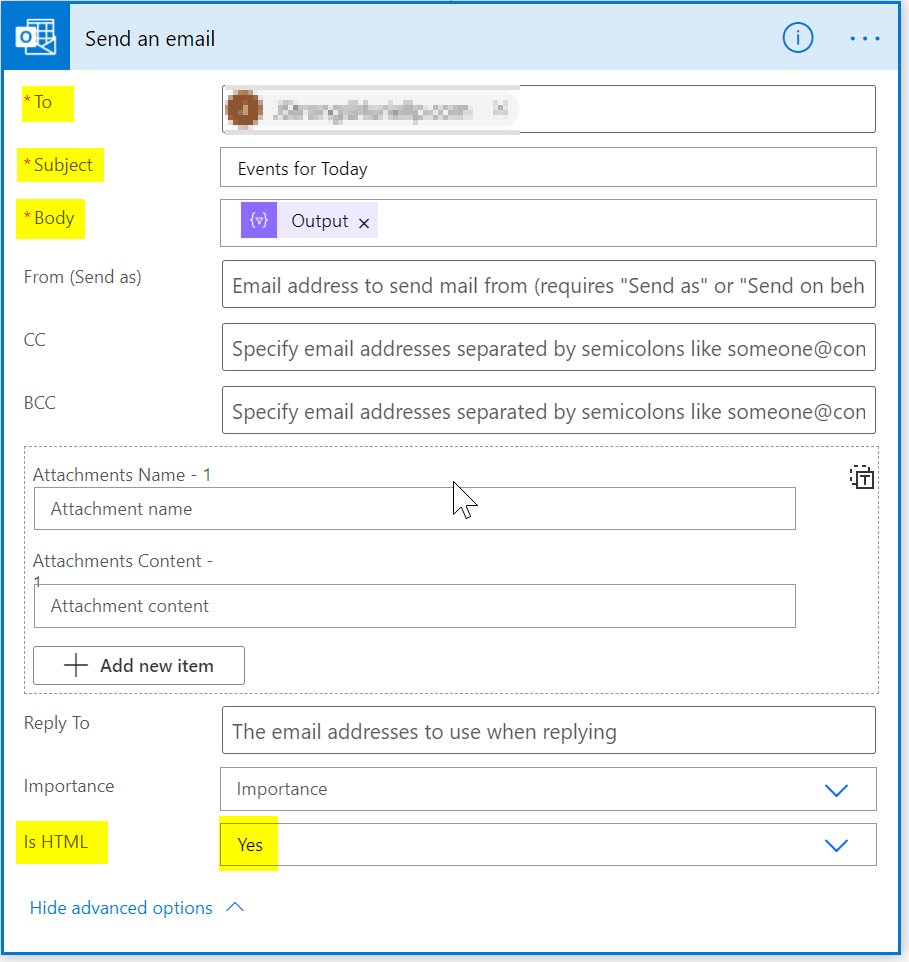 Send an email
* To
* Subject
Events for Today
* Body
Output
From (Send as)
Email address to send mail from (requires "Send as" or "Send on beh
CC
Specify email addresses separated by semicolons like someone@con
BCC
Specify email addresses separated by semicolons like someone@con
Attachments Name - 1
Attachment name
Attachments Content -
1
Attachment content
Add new item
Reply To
The email addresses to use when replying
Importance
Importance
Is HTML
Yes
Hide advanced options